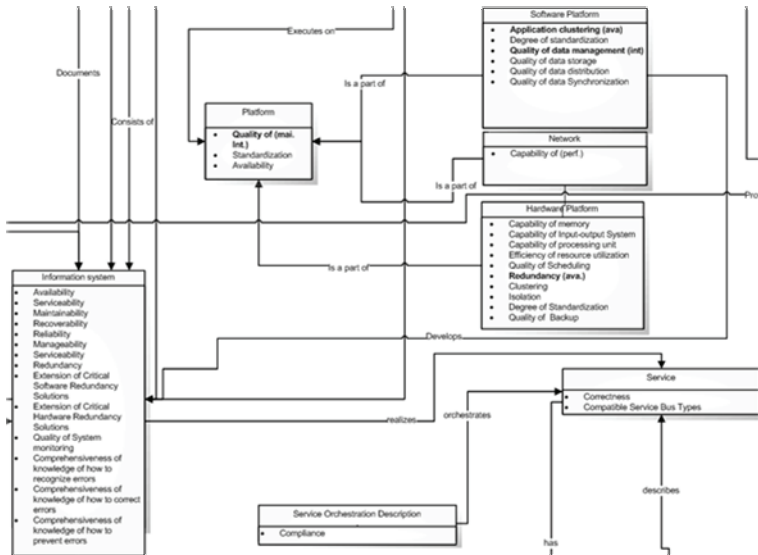 Software Platform
• Application clustering (ava)
• Degree of standardization
• Quality of data management (int)
• Quality of data storage
• Quality of data distribution
• Quality of data Synchronization
Executes on
Documents
Is a part of
Platform
• Quality of (mai.
Int.)
• Standardization
• Availability
Consists of
Network
• Capability of (perf.)
Is a part of
Pro
Hardware Platform
• Capability of memory
• Capability of Input-output System
• Capability of processing unit
• Efficiency of resource utilization
• Quality of Scheduling
• Redundancy (ava.)
• Clustering
• Isolation
• Degree of Standardization
• Quality of Backup
Is a part of
Information system
• Availability
• Serviceability
• Maintainability
• Recoverability
• Reliability
• Manageability
• Serviceability
• Redundancy
• Extension of Critical
Software Redundancy
Solutions
• Extension of Critical
Hardware Redundancy
Solutions
• Quality of System
monitoring
• Comprehensiveness of
knowledge of how to
recognize errors
• Comprehensiveness of
knowledge of how to correct
errors
• Comprehensiveness of
knowledge of how to
prevent errors
Develops
Service
• Correctness
• Compatible Service Bus Types
realizes
orchestrates
describes
Service Orchestration Description
• Compliance
has